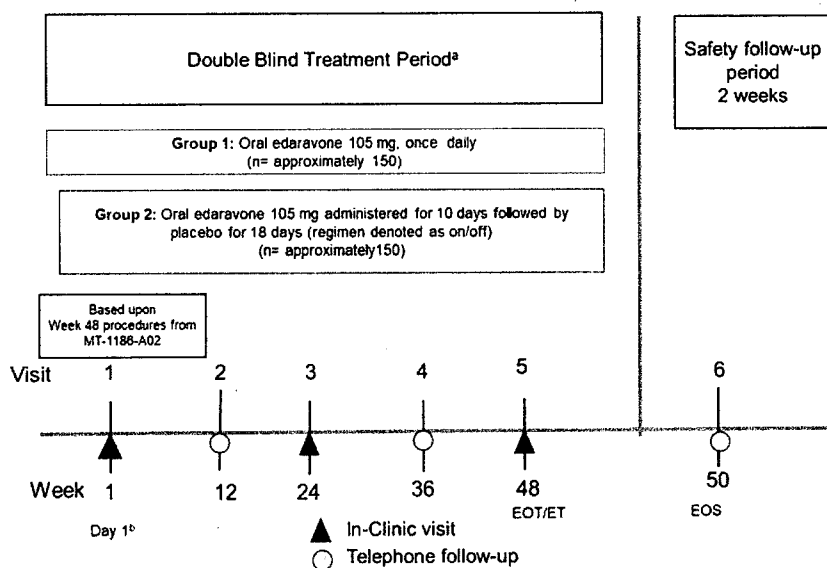 Double Blind Treatment Periodᵃ
Safety follow-up
period
2 weeks
Group 1: Oral edaravone 105 mg, once daily
(n= approximately 150)
Group 2: Oral edaravone 105 mg administered for 10 days followed by
placebo for 18 days (regimen denoted as on/off)
(n= approximately150)
Based upon
Week 48 procedures from
MT-1186-A02
Visit 1 2 3 4 5 6
Week 1 12 24 36 48 50
Day 1ᵇ EOT/ET EOS
In-Clinic visit
Telephone follow-up